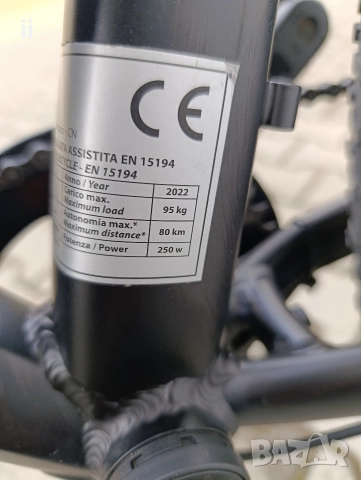 CE
CN
ASSISTITA EN 15194
- EN 15194
Anno / Year 2022
Carico max.
Maximum load 95 kg
Autonomia max.*
Maximum distance* 80 km
Potenza / Power 250 w
BAZAR